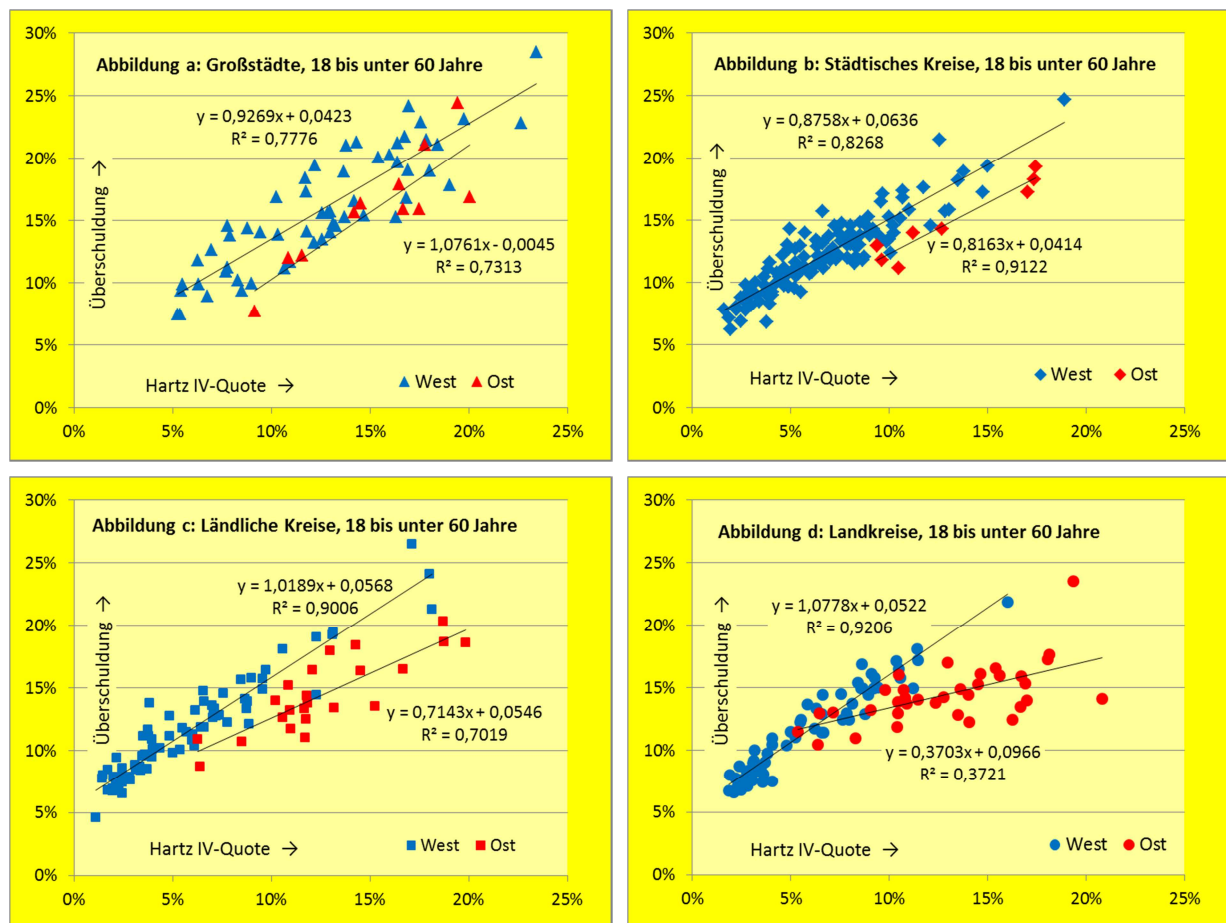 Abbildung a: Großstädte, 18 bis unter 60 Jahre
30%
25%
20%
15%
10%
5%
0%
Überschuldung →
y = 0,9269x + 0,0423
R² = 0,7776
y = 1,0761x - 0,0045
R² = 0,7313
Hartz IV-Quote →
West
Ost
0%
5%
10%
15%
20%
25%
Abbildung b: Städtisches Kreise, 18 bis unter 60 Jahre
30%
25%
20%
15%
10%
5%
0%
Überschuldung →
y = 0,8758x + 0,0636
R² = 0,8268
y = 0,8163x + 0,0414
R² = 0,9122
Hartz IV-Quote →
West
Ost
0%
5%
10%
15%
20%
25%
Abbildung c: Ländliche Kreise, 18 bis unter 60 Jahre
30%
25%
20%
15%
10%
5%
0%
Überschuldung →
y = 1,0189x + 0,0568
R² = 0,9006
y = 0,7143x + 0,0546
R² = 0,7019
Hartz IV-Quote →
West
Ost
0%
5%
10%
15%
20%
25%
Abbildung d: Landkreise, 18 bis unter 60 Jahre
30%
25%
20%
15%
10%
5%
0%
Überschuldung →
y = 1,0778x + 0,0522
R² = 0,9206
y = 0,3703x + 0,0966
R² = 0,3721
Hartz IV-Quote →
West
Ost
0%
5%
10%
15%
20%
25%